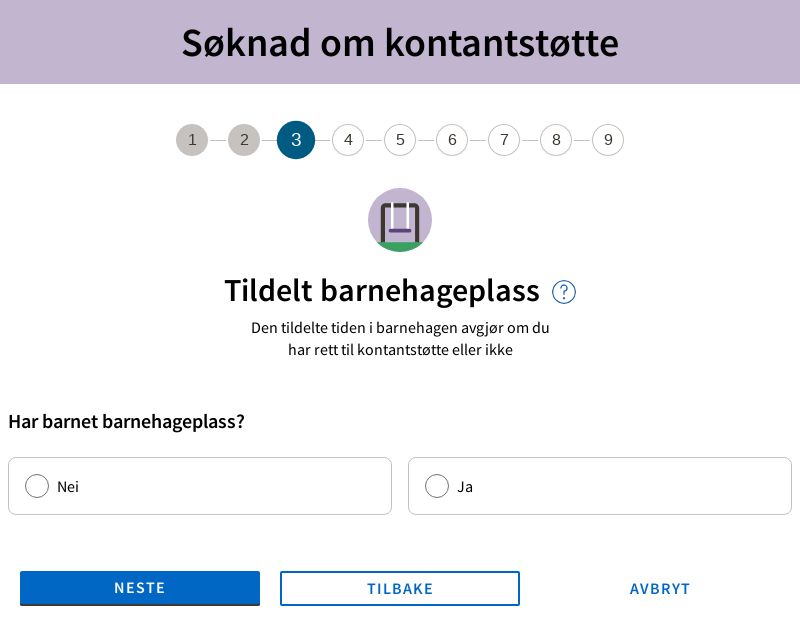 Søknad om kontantstøtte
1 2 3 4 5 6 7 8 9
Tildelt barnehageplass ?
Den tildelte tiden i barnehagen avgjør om du
har rett til kontantstøtte eller ikke
Har barnet barnehageplass?
Nei Ja
NESTE TILBAKE AVBRYT